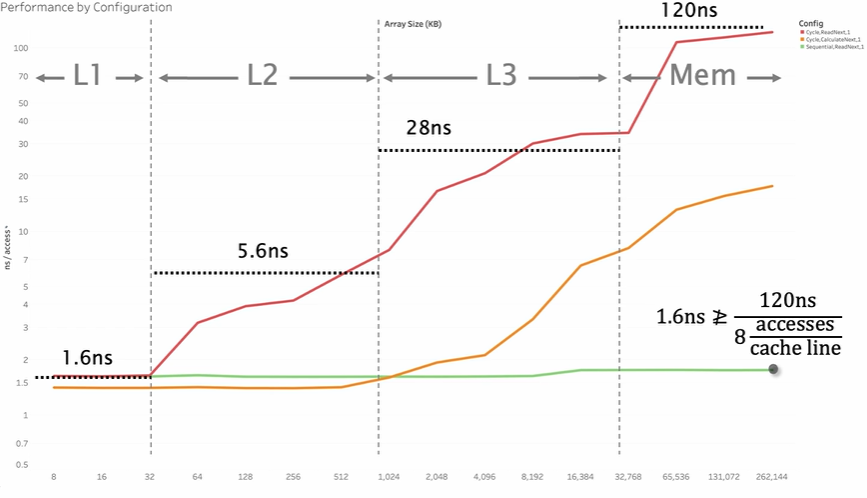 Performance by Configuration
Array Size (KB)
120ns
Config
Cycle,ReadNext,1
Cycle,CalculateNext,1
Sequential,ReadNext,1
L1
L2
L3
Mem
28ns
5.6ns
1.6ns
1.6ns ≱ 120ns
8 accesses
cache line
ns / access*
100
70
50
40
30
20
15
10
7
5
4
3
2
1.5
1
0.7
0.5
8 16 32 64 128 256 512 1,024 2,048 4,096 8,192 16,384 32,768 65,536 131,072 262,144